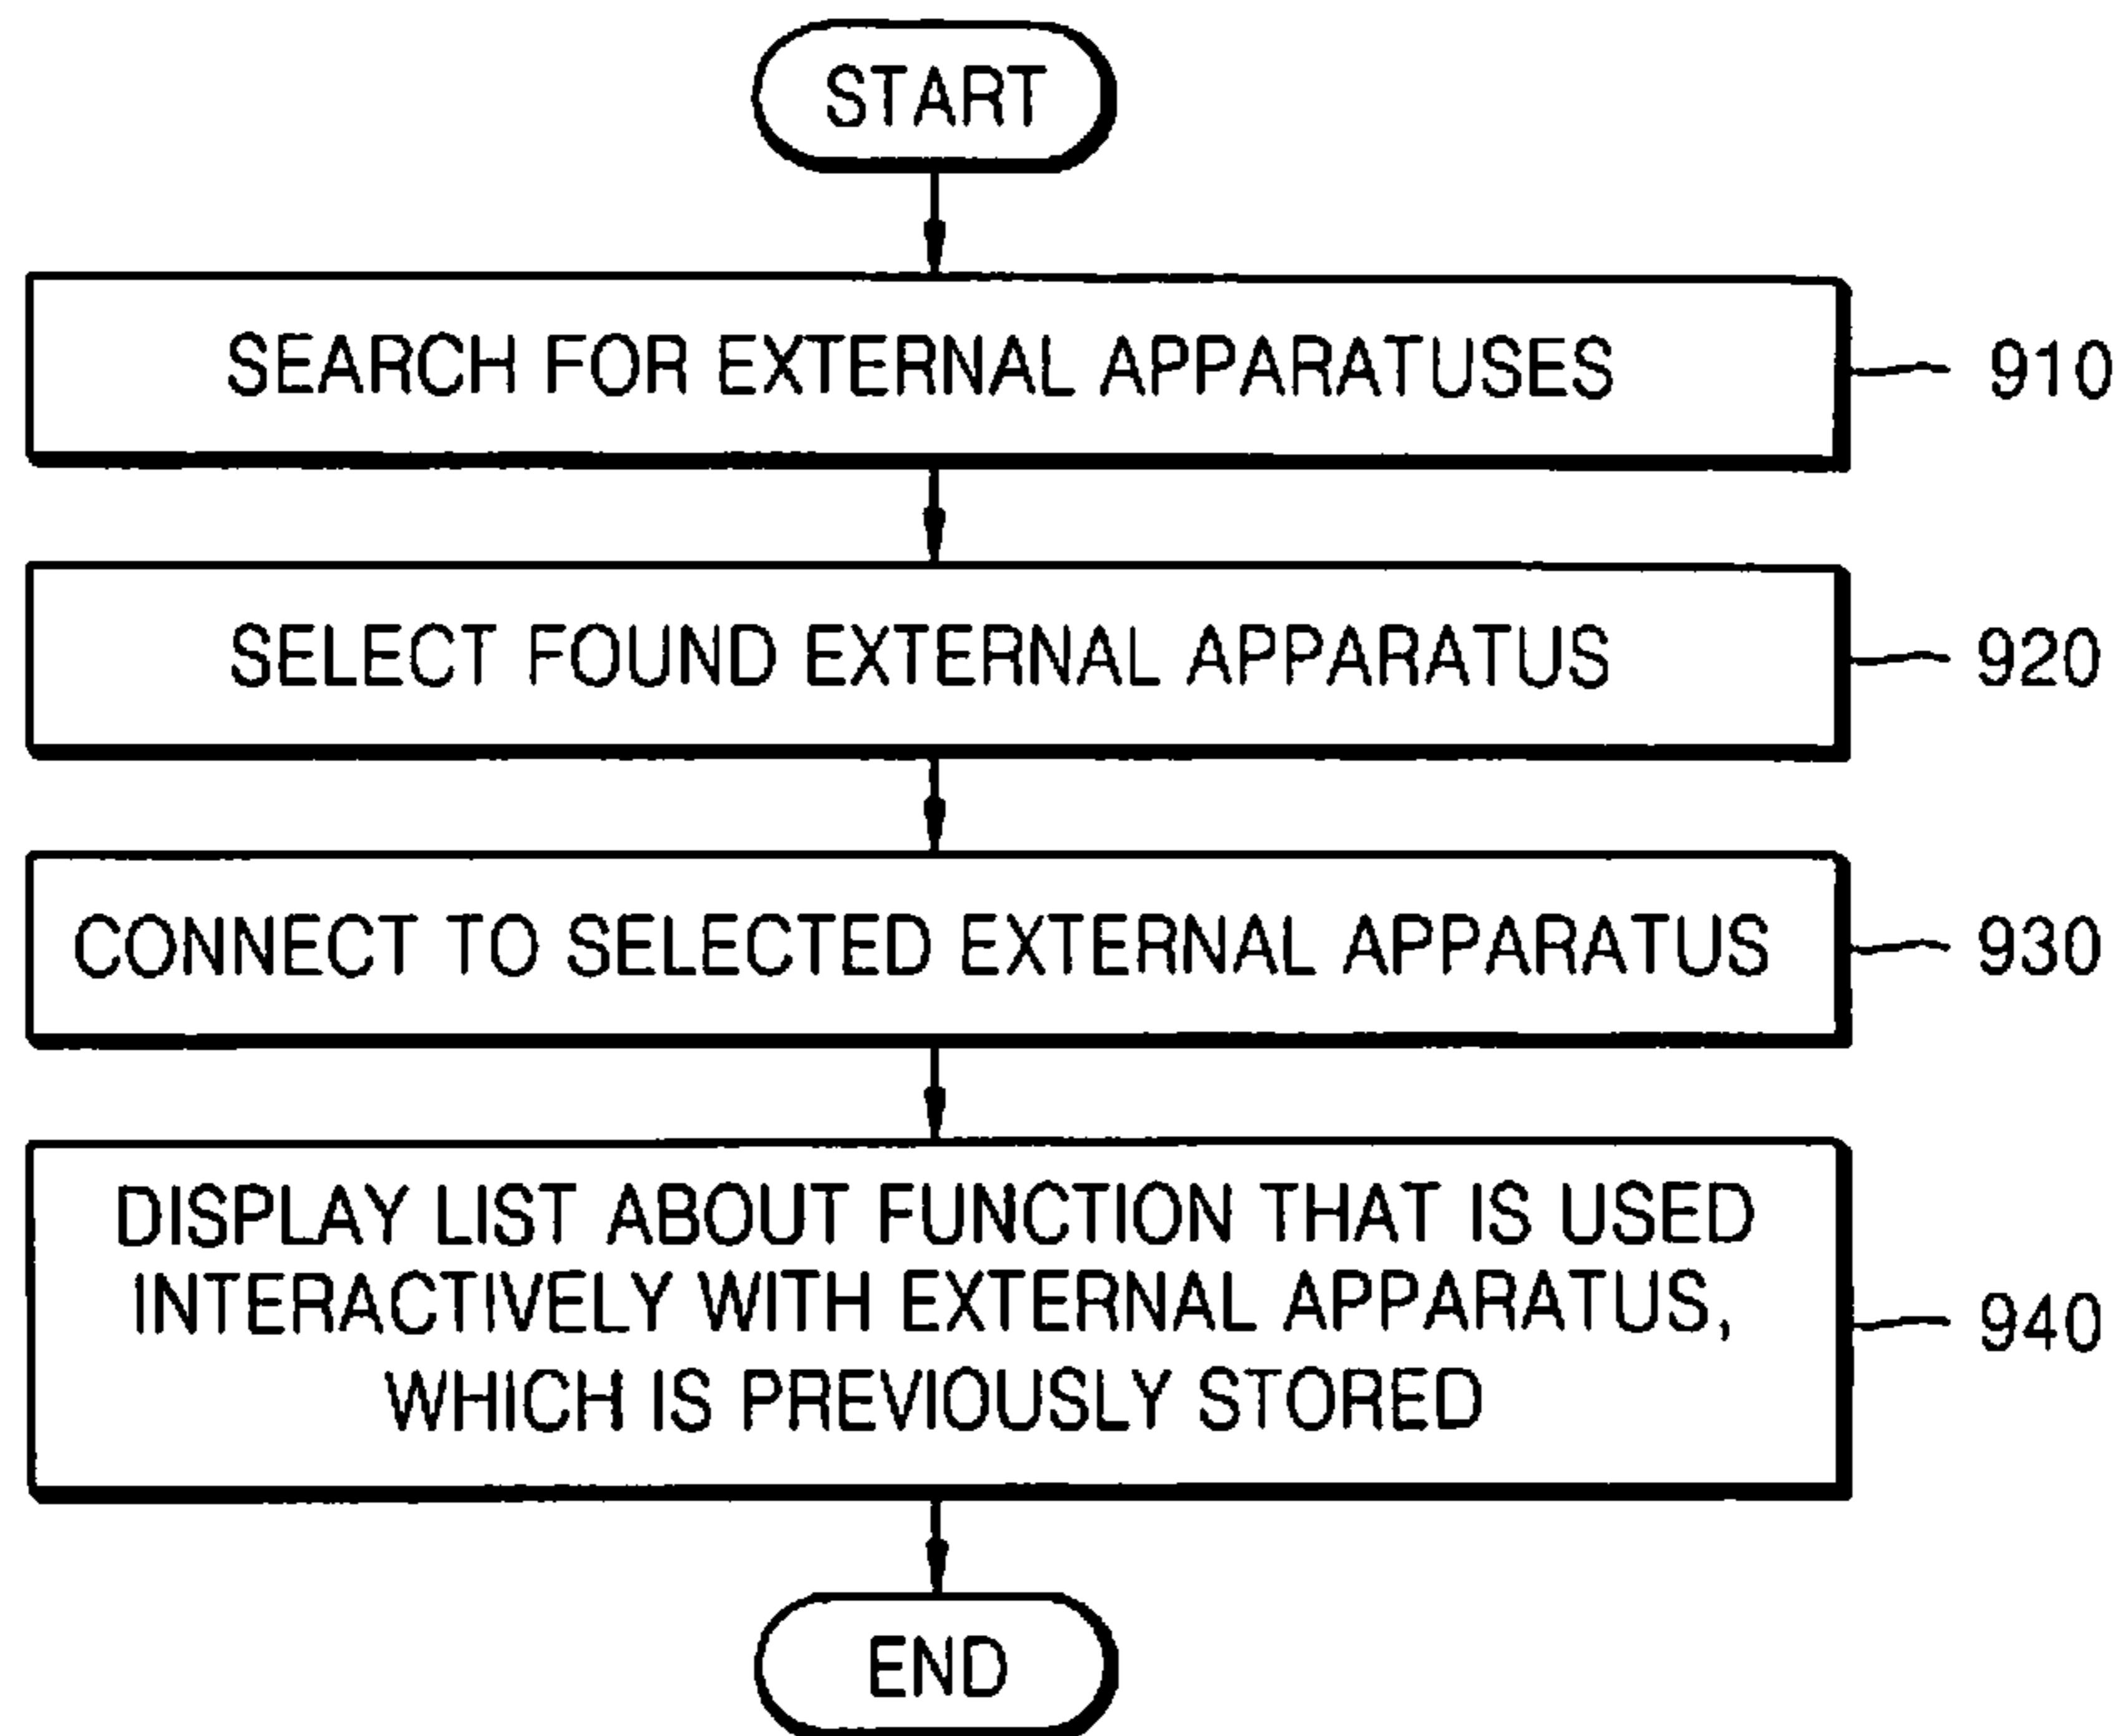 START
SEARCH FOR EXTERNAL APPARATUSES
910
SELECT FOUND EXTERNAL APPARATUS
920
CONNECT TO SELECTED EXTERNAL APPARATUS
930
DISPLAY LIST ABOUT FUNCTION THAT IS USED
INTERACTIVELY WITH EXTERNAL APPARATUS,
WHICH IS PREVIOUSLY STORED
940
END